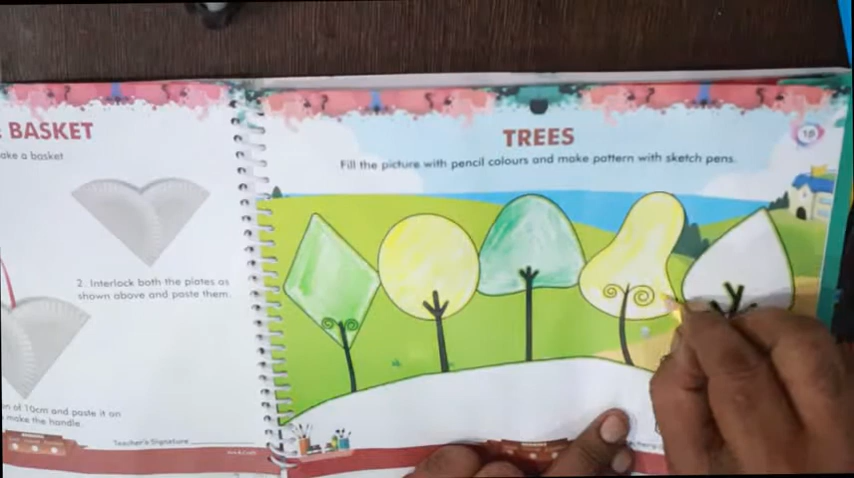 BASKET
ake a basket
2. Interlock both the plates as
shown above and paste them.
on of 10cm and paste it on
make the handle.
Teacher's Signature
TREES
Fill the picture with pencil colours and make pattern with sketch pens.